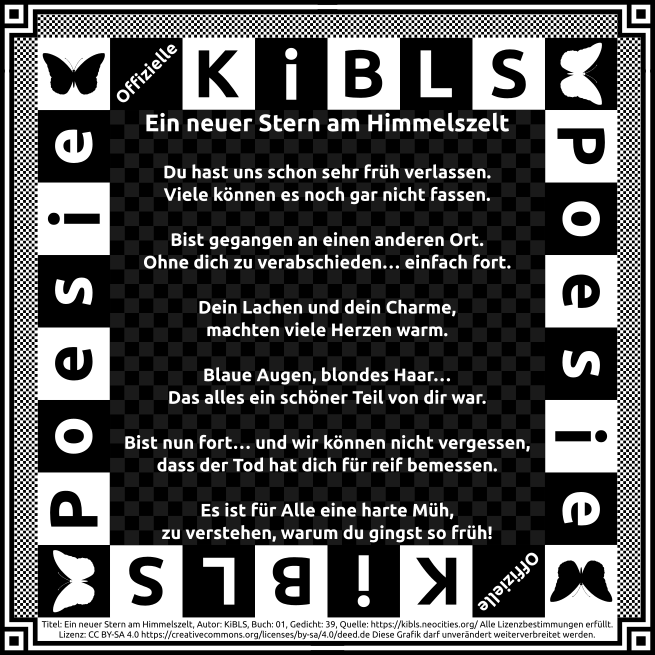 Offizielle KiBLS
Poesie
Poesie
Ein neuer Stern am Himmelszelt
Du hast uns schon sehr früh verlassen.
Viele können es noch gar nicht fassen.
Bist gegangen an einen anderen Ort.
Ohne dich zu verabschieden... einfach fort.
Dein Lachen und dein Charme,
machten viele Herzen warm.
Blaue Augen, blondes Haar...
Das alles ein schöner Teil von dir war.
Bist nun fort... und wir können nicht vergessen,
dass der Tod hat dich für reif bemessen.
Es ist für Alle eine harte Müh,
zu verstehen, warum du gingst so früh!
Offizielle KiBLS
Titel: Ein neuer Stern am Himmelszelt, Autor: KiBLS, Buch: 01, Gedicht: 39, Quelle: https://kibls.neocities.org/ Alle Lizenzbestimmungen erfüllt.
Lizenz: CC BY-SA 4.0 https://creativecommons.org/licenses/by-sa/4.0/deed.de Diese Grafik darf unverändert weiterverbreitet werden.